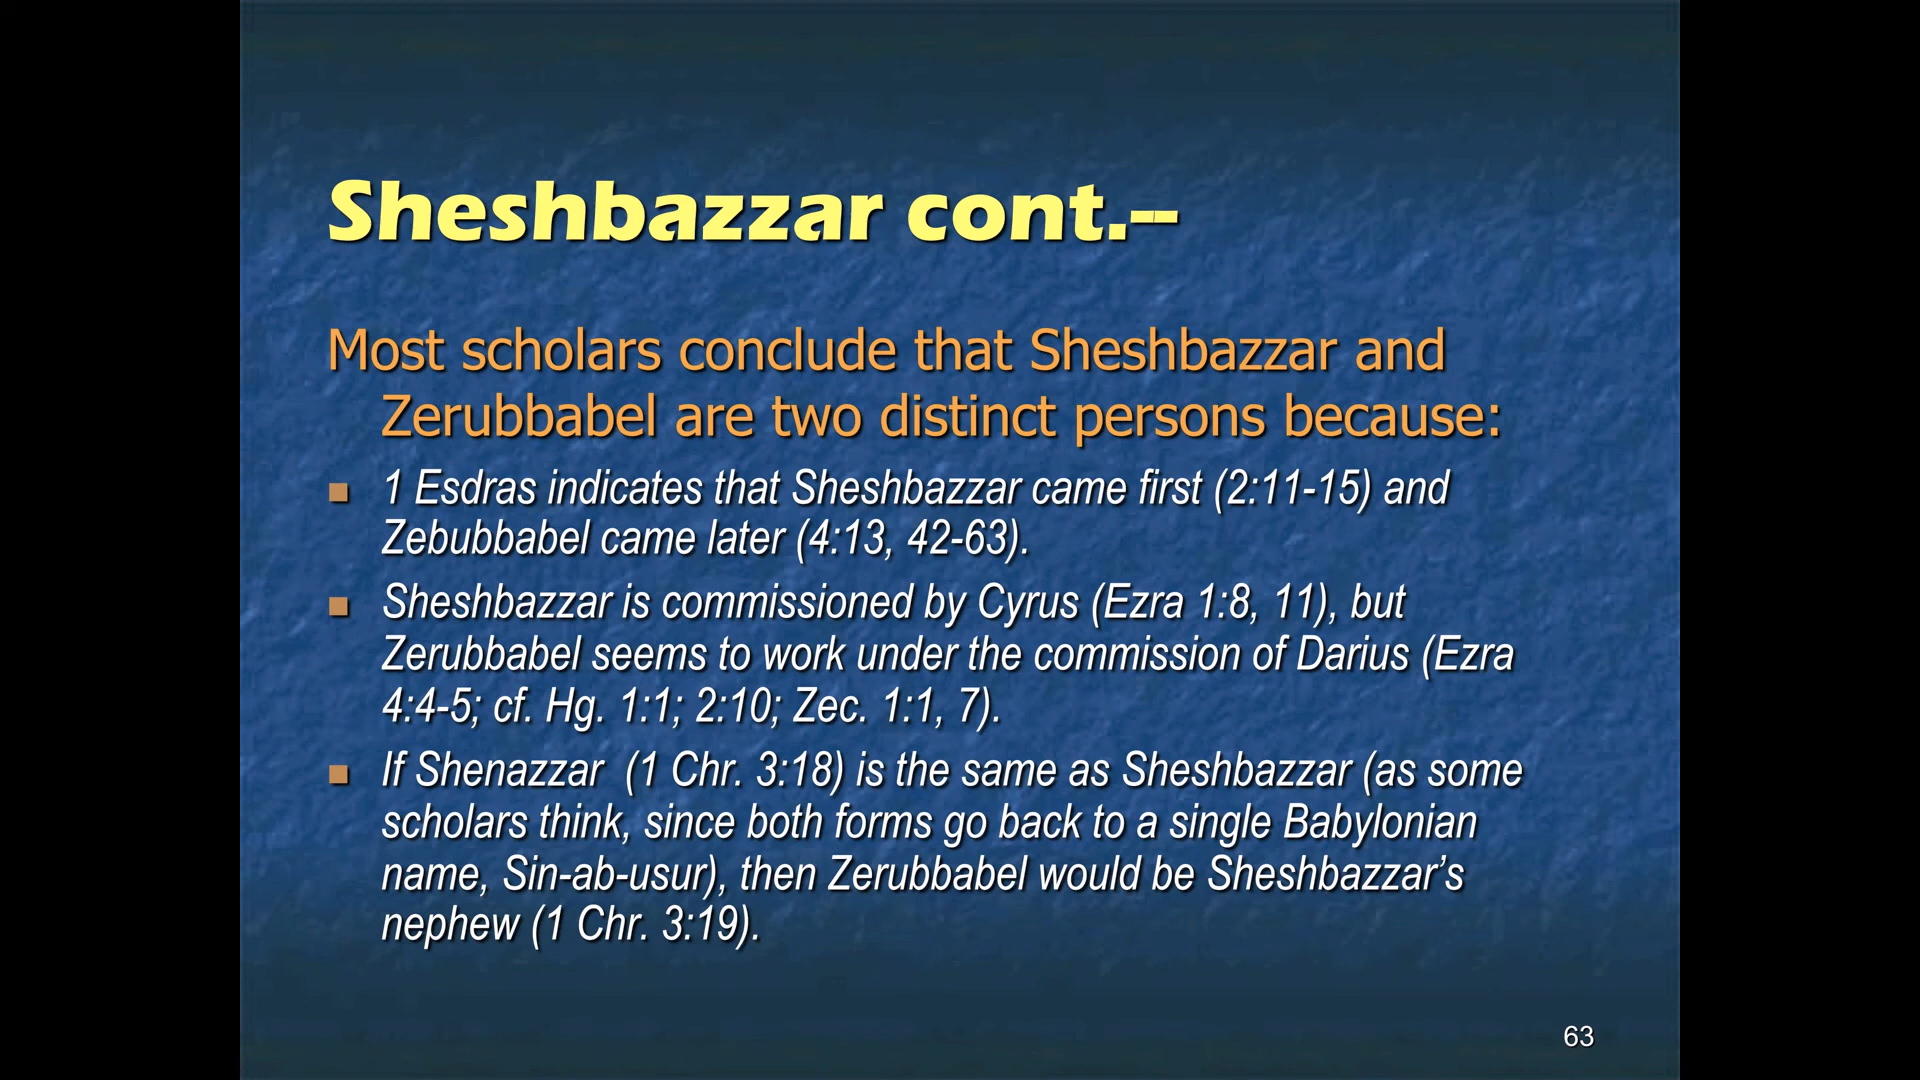 Sheshbazzar cont.--
Most scholars conclude that Sheshbazzar and
Zerubbabel are two distinct persons because:
■ 1 Esdras indicates that Sheshbazzar came first (2:11-15) and
Zebubbabel came later (4:13, 42-63).
■ Sheshbazzar is commissioned by Cyrus (Ezra 1:8, 11), but
Zerubbabel seems to work under the commission of Darius (Ezra
4:4-5; cf. Hg. 1:1; 2:10; Zec. 1:1, 7).
■ If Shenazzar (1 Chr. 3:18) is the same as Sheshbazzar (as some
scholars think, since both forms go back to a single Babylonian
name, Sin-ab-usur), then Zerubbabel would be Sheshbazzar’s
nephew (1 Chr. 3:19).
63